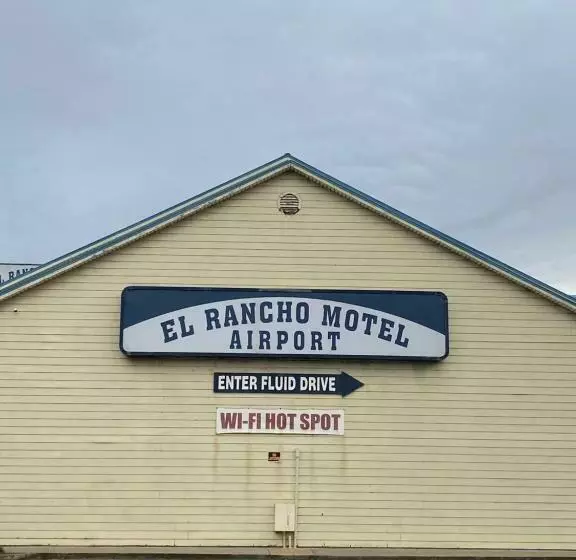 EL RANCHO MOTEL
AIRPORT
ENTER FLUID DRIVE
WI-FI HOT SPOT